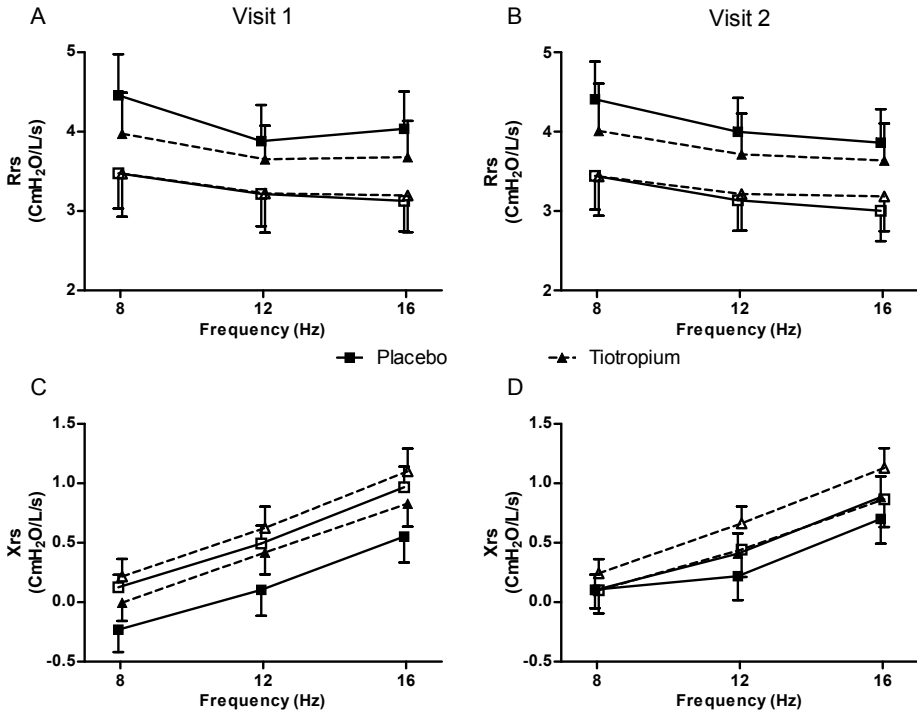 A
Visit 1
Rrs
(CmH₂O/L/s)
5
4
3
2
8
12
16
Frequency (Hz)
B
Visit 2
Rrs
(CmH₂O/L/s)
5
4
3
2
8
12
16
Frequency (Hz)
Placebo
Tiotropium
C
Xrs
(CmH₂O/L/s)
1.5
1.0
0.5
0.0
-0.5
8
12
16
Frequency (Hz)
D
Xrs
(CmH₂O/L/s)
1.5
1.0
0.5
0.0
-0.5
8
12
16
Frequency (Hz)